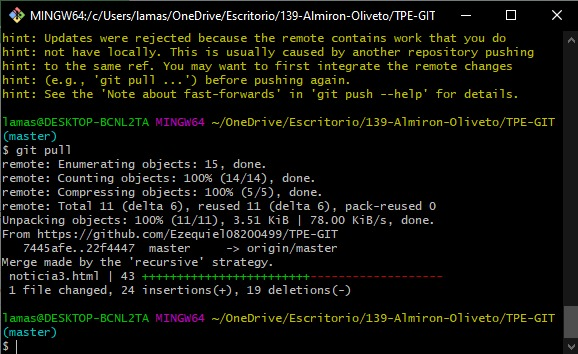 MINGW64:/c/Users/lamas/OneDrive/Escritorio/139-Almiron-Oliveto/TPE-GIT
hint: Updates were rejected because the remote contains work that you do
hint: not have locally. This is usually caused by another repository pushing
hint: to the same ref. You may want to first integrate the remote changes
hint: (e.g., 'git pull ...') before pushing again.
hint: See the 'Note about fast-forwards' in 'git push --help' for details.
lamas@DESKTOP-BCNL2TA MINGW64 ~/OneDrive/Escritorio/139-Almiron-Oliveto/TPE-GIT
(master)
$ git pull
remote: Enumerating objects: 15, done.
remote: Counting objects: 100% (14/14), done.
remote: Compressing objects: 100% (5/5), done.
remote: Total 11 (delta 6), reused 11 (delta 6), pack-reused 0
Unpacking objects: 100% (11/11), 3.51 KiB | 78.00 KiB/s, done.
From https://github.com/Ezequiel08200499/TPE-GIT
   7445afe..22f4447  master     -> origin/master
Merge made by the 'recursive' strategy.
 noticia3.html | 43 ++++++++++++++++++++++++-------------------
 1 file changed, 24 insertions(+), 19 deletions(-)
lamas@DESKTOP-BCNL2TA MINGW64 ~/OneDrive/Escritorio/139-Almiron-Oliveto/TPE-GIT
(master)
$